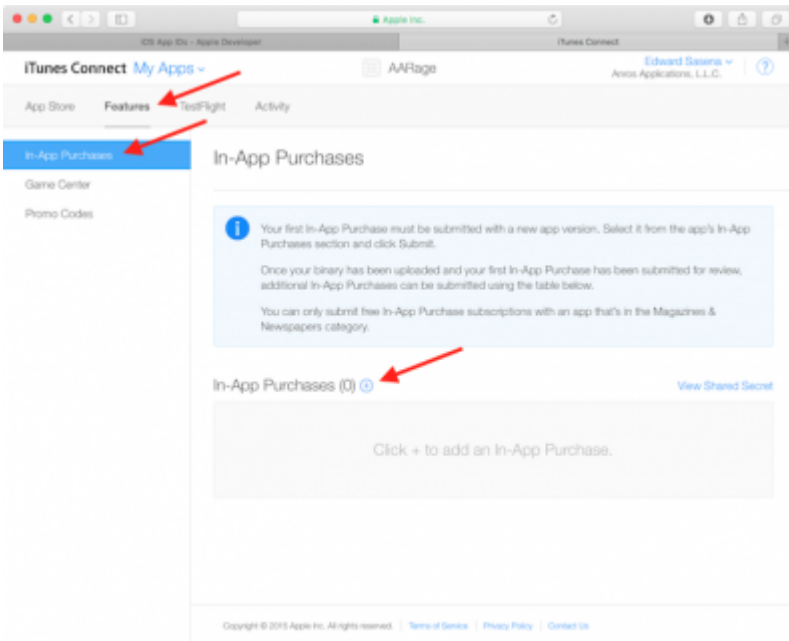 Apple Inc.
iOS App IDs - Apple Developer
iTunes Connect
iTunes Connect My Apps
AARage
Edward Sasena
Anros Applications, L.L.C.
?
App Store Features TestFlight Activity
In-App Purchases
Game Center
Promo Codes
In-App Purchases
Your first In-App Purchase must be submitted with a new app version. Select it from the app's In-App
Purchases section and click Submit.
Once your binary has been uploaded and your first In-App Purchase has been submitted for review,
additional In-App Purchases can be submitted using the table below.
You can only submit free In-App Purchase subscriptions with an app that's in the Magazines &
Newspapers category.
In-App Purchases (0)
View Shared Secret
Click + to add an In-App Purchase.
Copyright © 2015 Apple Inc. All rights reserved. Terms of Service Privacy Policy Contact Us